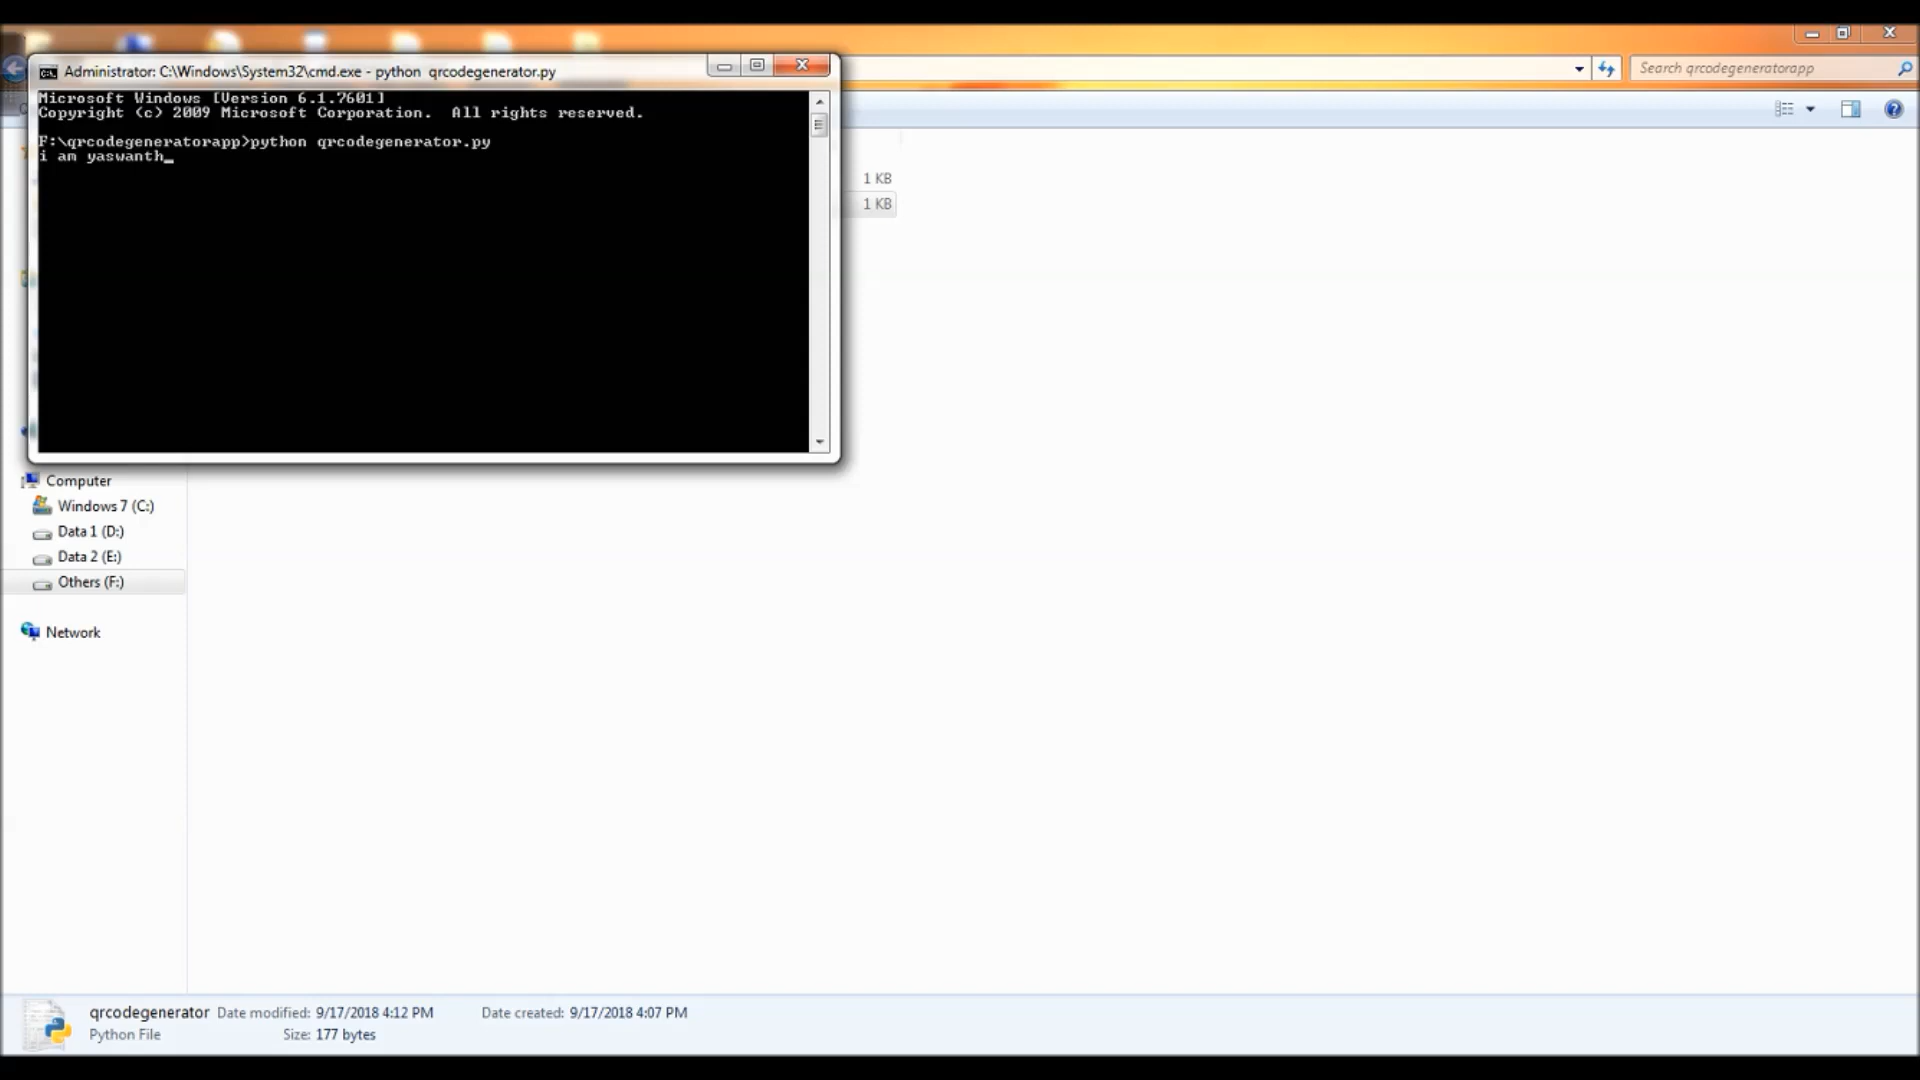 Administrator: C:\Windows\System32\cmd.exe - python  qrcodegenerator.py
Search qrcodegeneratorapp
Microsoft Windows [Version 6.1.7601]
Copyright (c) 2009 Microsoft Corporation.  All rights reserved.
F:\qrcodegeneratorapp>python qrcodegenerator.py
i am yaswanth_
1 KB
1 KB
Computer
Windows 7 (C:)
Data 1 (D:)
Data 2 (E:)
Others (F:)
Network
qrcodegenerator Date modified: 9/17/2018 4:12 PM Date created: 9/17/2018 4:07 PM
Python File Size: 177 bytes